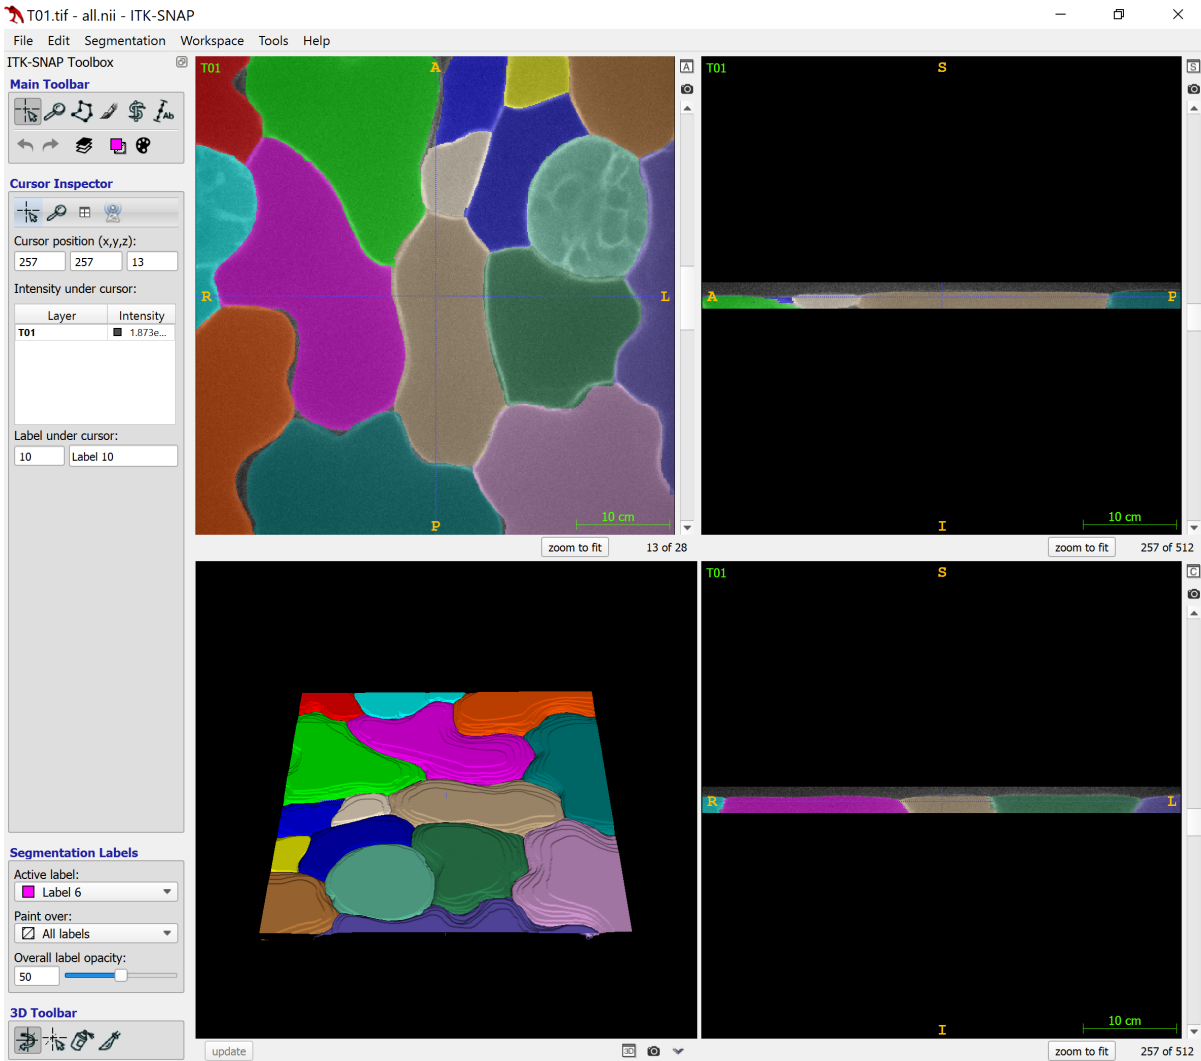 T01.tif - all.nii - ITK-SNAP
File Edit Segmentation Workspace Tools Help
ITK-SNAP Toolbox
Main Toolbar
Ab
Cursor Inspector
Cursor position (x,y,z):
257 257 13
Intensity under cursor:
Layer Intensity
T01 1.873e...
Label under cursor:
10 Label 10
Segmentation Labels
Active label:
Label 6
Paint over:
All labels
Overall label opacity:
50
3D Toolbar
T01
A
R
L
P
10 cm
A
zoom to fit 13 of 28
T01
S
A
P
I
10 cm
S
zoom to fit 257 of 512
update
3D
T01
S
R
L
I
10 cm
C
zoom to fit 257 of 512